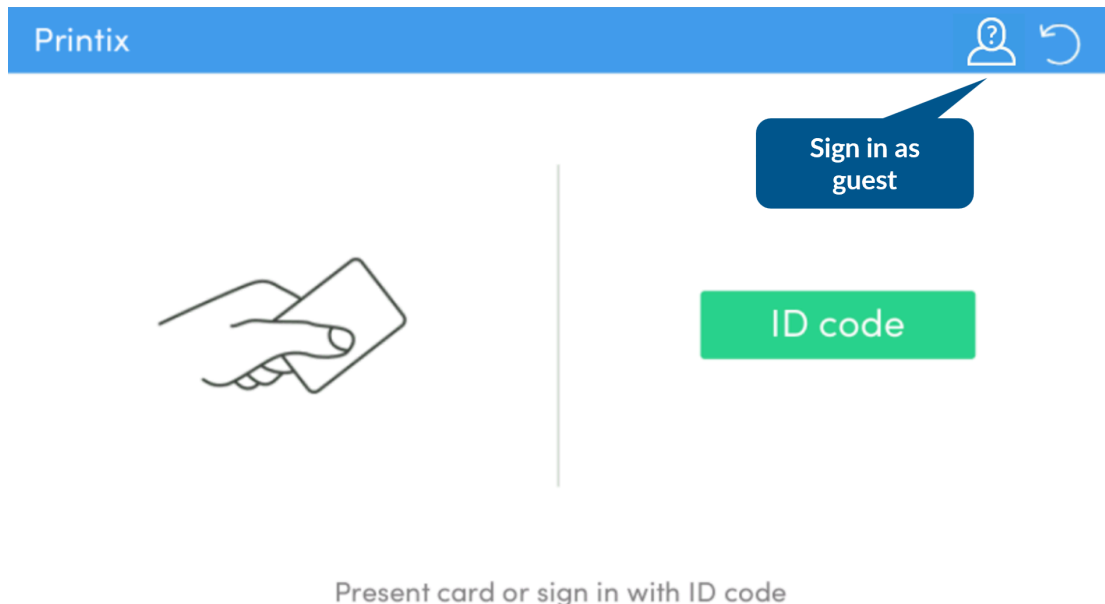 Printix
?
Sign in as
guest
ID code
Present card or sign in with ID code